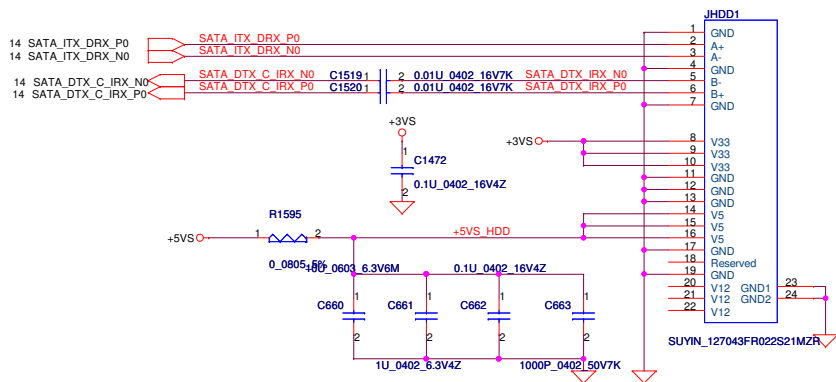 JHDD1
14 SATA_ITX_DRX_P0 SATA_ITX_DRX_P0
14 SATA_ITX_DRX_N0 SATA_ITX_DRX_N0
14 SATA_DTX_C_IRX_N0 SATA_DTX_C_IRX_N0 C1519 1 2 0.01U_0402_16V7K SATA_DTX_IRX_N0
14 SATA_DTX_C_IRX_P0 SATA_DTX_C_IRX_P0 C1520 1 2 0.01U_0402_16V7K SATA_DTX_IRX_P0
1 GND
2 A+
3 A-
4 GND
5 B-
6 B+
7 GND
+3VS
1
C1472
0.1U_0402_16V4Z
2
+3VS
8 V33
9 V33
10 V33
11 GND
12 GND
13 GND
14 V5
15 V5
16 V5
17 GND
18 Reserved
19 GND
20 V12
21 V12
22 V12
GND1 23
GND2 24
R1595
+5VS 1 2 +5VS_HDD
0_0805_5%
10U_0603_6.3V6M 0.1U_0402_16V4Z
1 1 1 1
C660 C661 C662 C663
2 2 2 2
1U_0402_6.3V4Z 1000P_0402_50V7K
SUYIN_127043FR022S21MZR